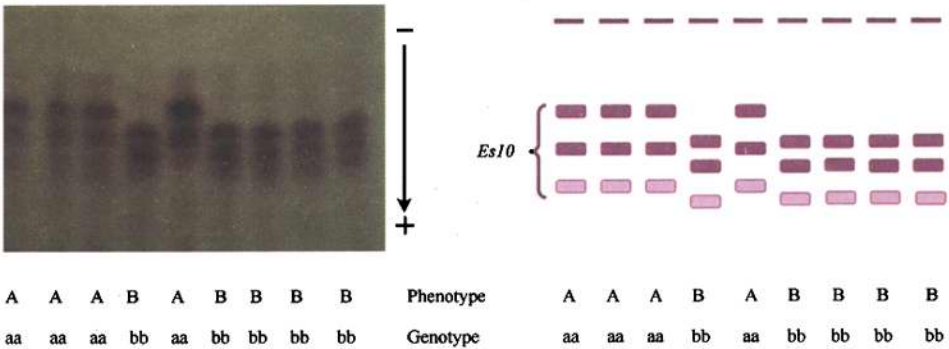 −
+
Es10
A A A B A B B B B Phenotype A A A B A B B B B
aa aa aa bb aa bb bb bb bb Genotype aa aa aa bb aa bb bb bb bb